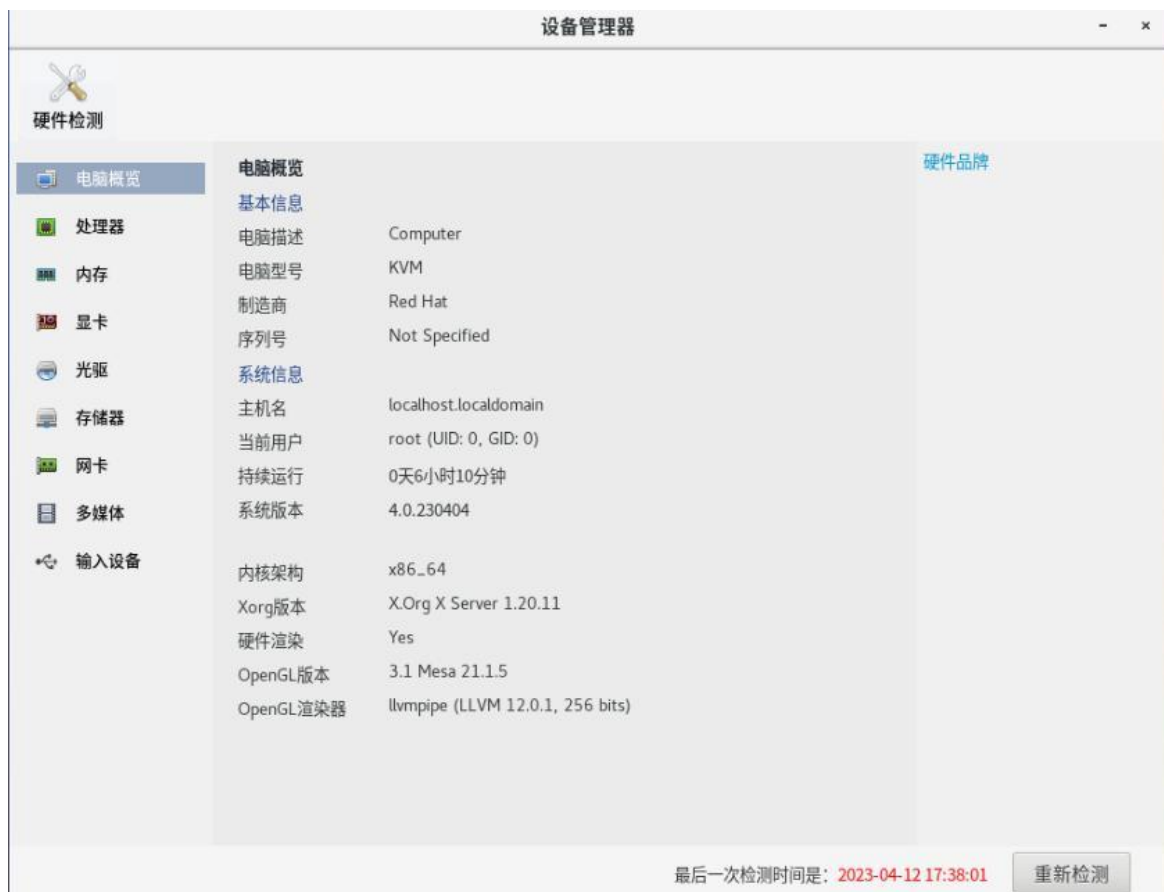 设备管理器
硬件检测
电脑概览
处理器
内存
显卡
光驱
存储器
网卡
多媒体
输入设备
电脑概览
基本信息
电脑描述 Computer
电脑型号 KVM
制造商 Red Hat
序列号 Not Specified
系统信息
主机名 localhost.localdomain
当前用户 root (UID: 0, GID: 0)
持续运行 0天6小时10分钟
系统版本 4.0.230404
内核架构 x86_64
Xorg版本 X.Org X Server 1.20.11
硬件渲染 Yes
OpenGL版本 3.1 Mesa 21.1.5
OpenGL渲染器 llvmpipe (LLVM 12.0.1, 256 bits)
硬件品牌
最后一次检测时间是：2023-04-12 17:38:01 重新检测